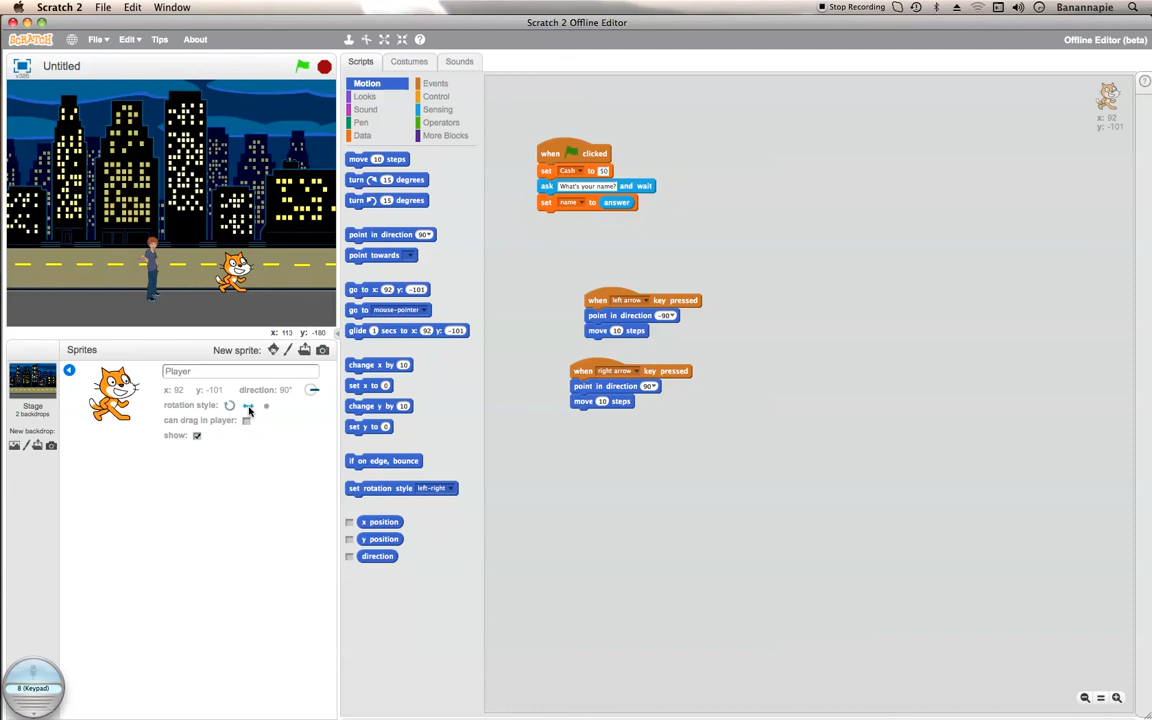 Scratch 2 File Edit Window Stop Recording Banannapie
Scratch 2 Offline Editor
SCRATCH File Edit Tips About Offline Editor (beta)
v385 Untitled
Scripts Costumes Sounds
Motion Events
Looks Control
Sound Sensing
Pen Operators
Data More Blocks
move 10 steps
turn 15 degrees
turn 15 degrees
point in direction 90
point towards
go to x: 92 y: -101
go to mouse-pointer
glide 1 secs to x: 92 y: -101
change x by 10
set x to 0
change y by 10
set y to 0
if on edge, bounce
set rotation style left-right
x position
y position
direction
when clicked
set Cash to 50
ask What's your name? and wait
set name to answer
when left arrow key pressed
point in direction -90
move 10 steps
when right arrow key pressed
point in direction 90
move 10 steps
x: 92
y: -101
x: 113 y: -180
Sprites New sprite:
Player
x: 92 y: -101 direction: 90°
rotation style:
can drag in player:
show:
Stage
2 backdrops
New backdrop:
8 (Keypad)
?